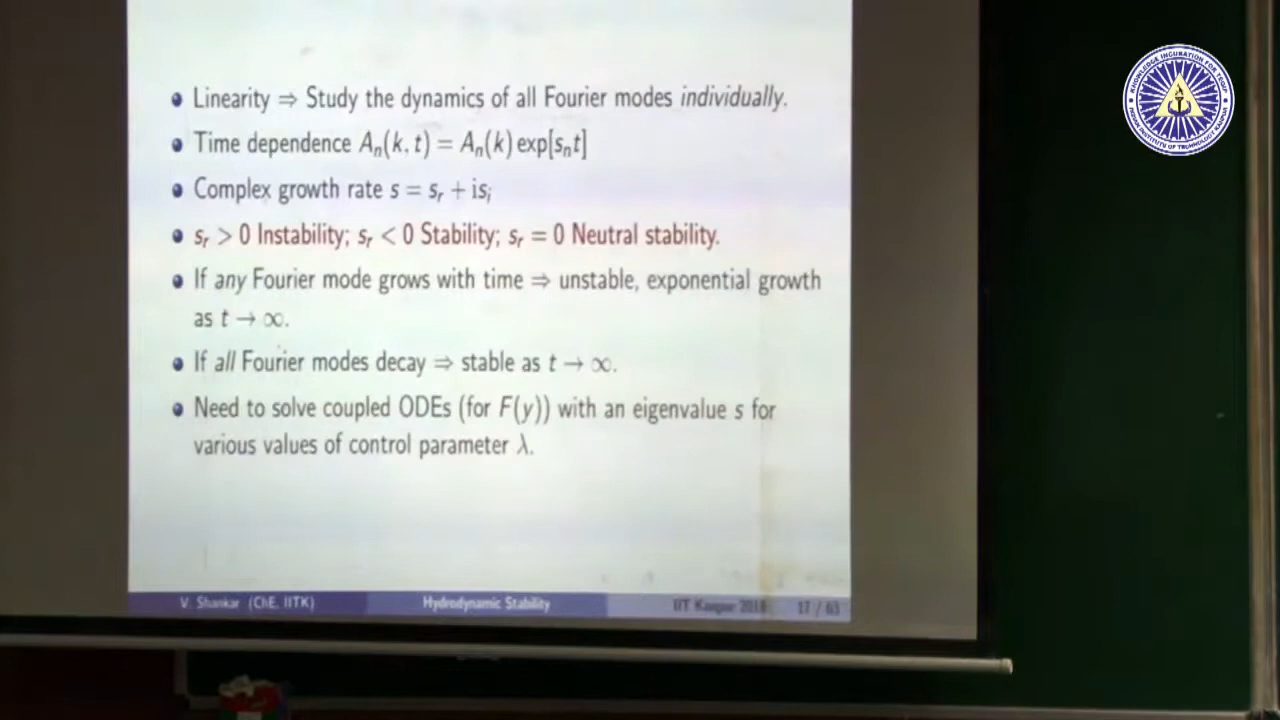 Linearity ⇒ Study the dynamics of all Fourier modes individually.
Time dependence Aₙ(k, t) = Aₙ(k) exp[sₙt]
Complex growth rate s = sᵣ + isᵢ
sᵣ > 0 Instability; sᵣ < 0 Stability; sᵣ = 0 Neutral stability.
If any Fourier mode grows with time ⇒ unstable, exponential growth
as t → ∞.
If all Fourier modes decay ⇒ stable as t → ∞.
Need to solve coupled ODEs (for F(y)) with an eigenvalue s for
various values of control parameter λ.
V. Shankar (ChE, IITK) Hydrodynamic Stability IIT Kanpur 2018 17 / 63